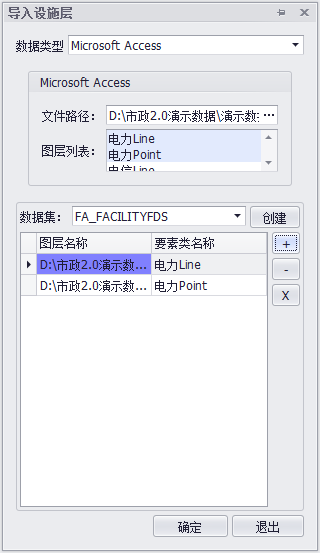 导入设施层
数据类型 Microsoft Access
Microsoft Access
文件路径： D:\市政2.0演示数据\演示数 ...
图层列表： 电力Line
电力Point
电信Line
数据集： FA_FACILITYFDS 创建
图层名称 要素类名称 +
D:\市政2.0演示数... 电力Line -
D:\市政2.0演示数... 电力Point X
确定 退出